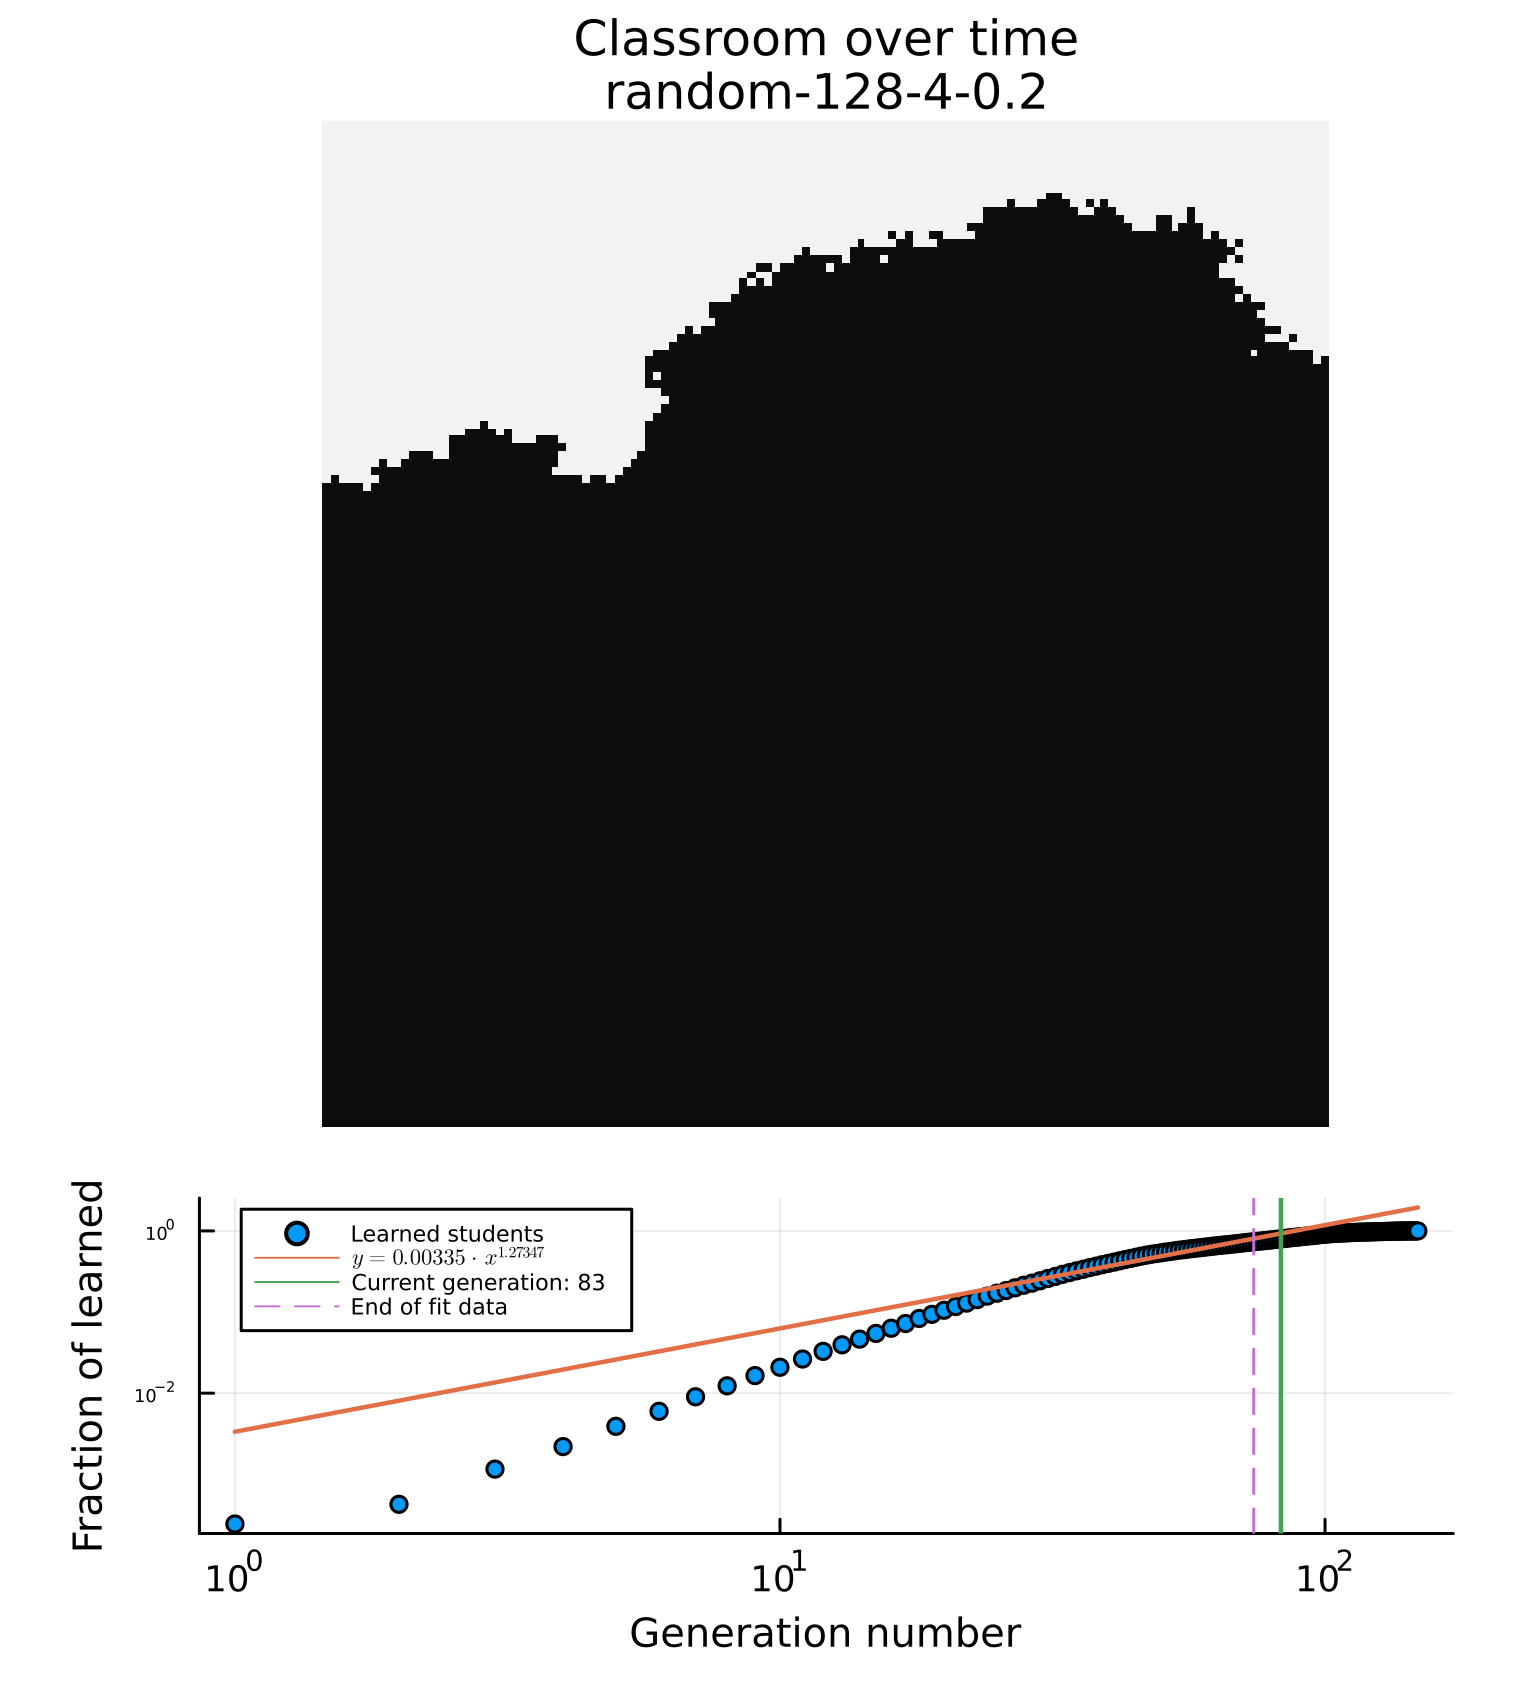 Classroom over time
random-128-4-0.2
Fraction of learned
10^0
10^-2
Learned students
y = 0.00335 · x^1.27347
Current generation: 83
End of fit data
10^0 10^1 10^2
Generation number